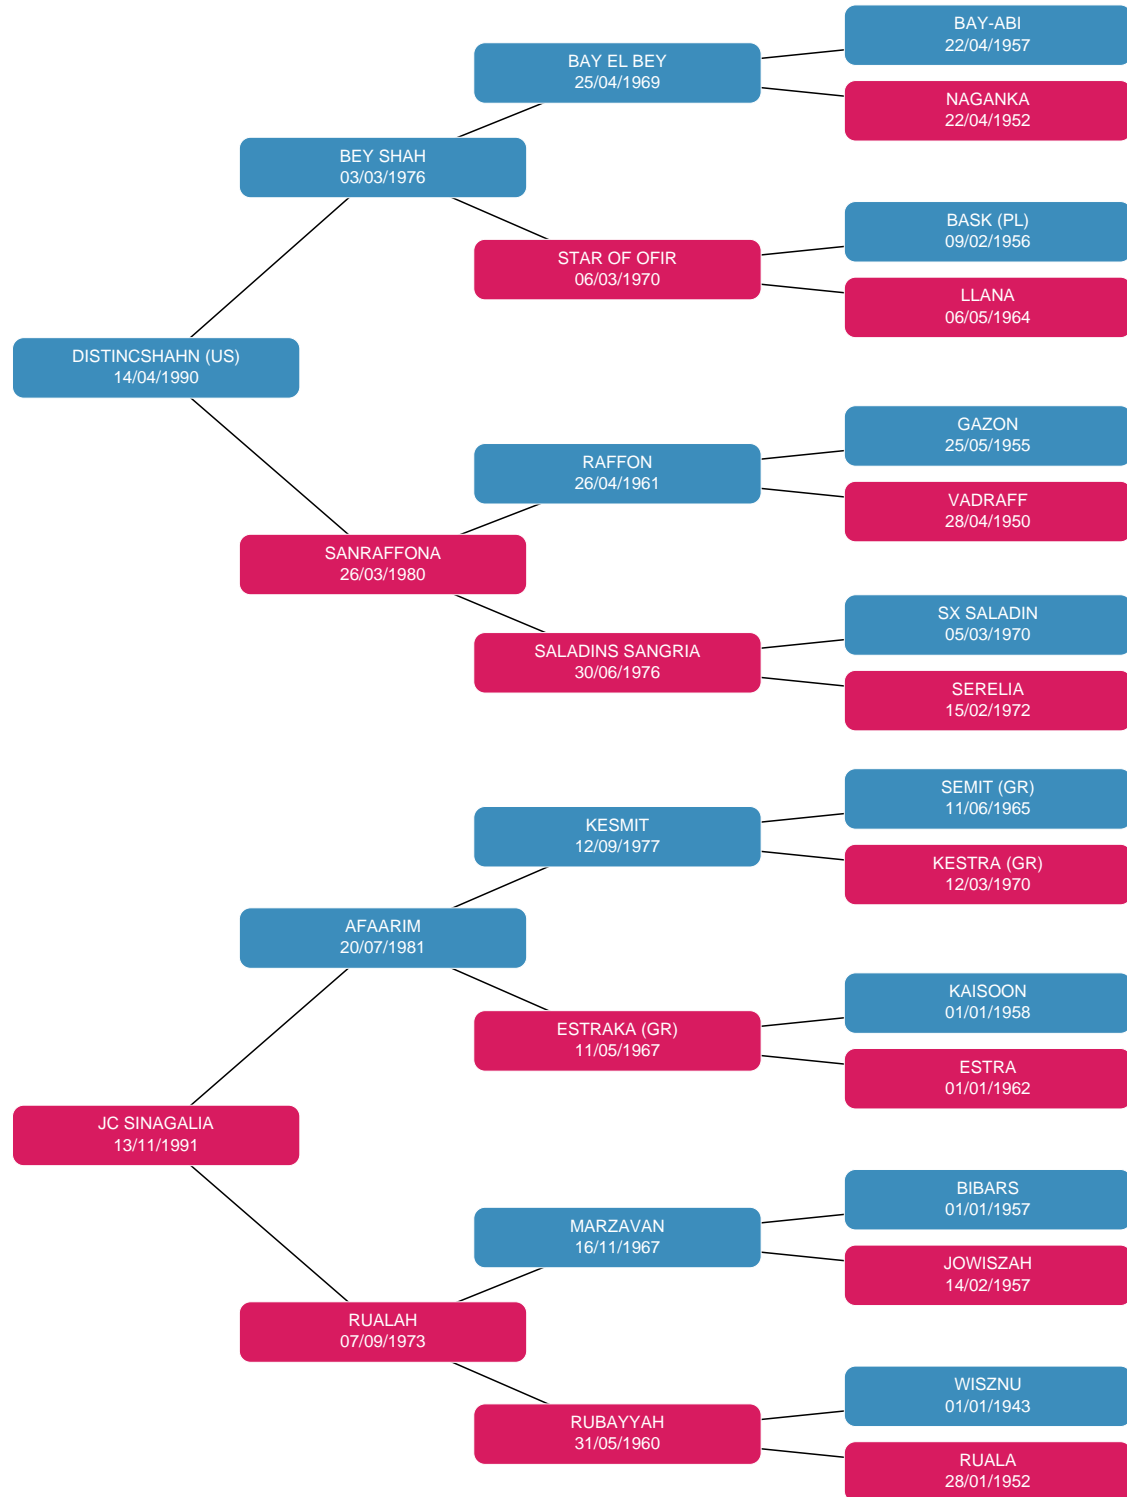 BAY-ABI
22/04/1957
BAY EL BEY
25/04/1969
NAGANKA
22/04/1952
BEY SHAH
03/03/1976
BASK (PL)
09/02/1956
STAR OF OFIR
06/03/1970
LLANA
06/05/1964
DISTINCSHAHN (US)
14/04/1990
GAZON
25/05/1955
RAFFON
26/04/1961
VADRAFF
28/04/1950
SANRAFFONA
26/03/1980
SX SALADIN
05/03/1970
SALADINS SANGRIA
30/06/1976
SERELIA
15/02/1972
SEMIT (GR)
11/06/1965
KESMIT
12/09/1977
KESTRA (GR)
12/03/1970
AFAARIM
20/07/1981
KAISOON
01/01/1958
ESTRAKA (GR)
11/05/1967
ESTRA
01/01/1962
JC SINAGALIA
13/11/1991
BIBARS
01/01/1957
MARZAVAN
16/11/1967
JOWISZAH
14/02/1957
RUALAH
07/09/1973
WISZNU
01/01/1943
RUBAYYAH
31/05/1960
RUALA
28/01/1952